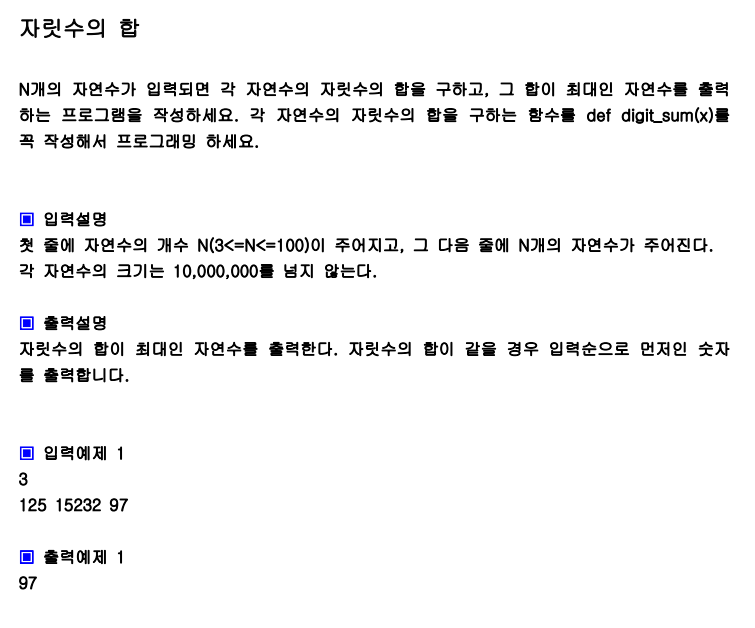 자릿수의 합
N개의 자연수가 입력되면 각 자연수의 자릿수의 합을 구하고, 그 합이 최대인 자연수를 출력
하는 프로그램을 작성하세요. 각 자연수의 자릿수의 합을 구하는 함수를 def digit_sum(x)를
꼭 작성해서 프로그래밍 하세요.
▣ 입력설명
첫 줄에 자연수의 개수 N(3<=N<=100)이 주어지고, 그 다음 줄에 N개의 자연수가 주어진다.
각 자연수의 크기는 10,000,000를 넘지 않는다.
▣ 출력설명
자릿수의 합이 최대인 자연수를 출력한다. 자릿수의 합이 같을 경우 입력순으로 먼저인 숫자
를 출력합니다.
▣ 입력예제 1
3
125 15232 97
▣ 출력예제 1
97